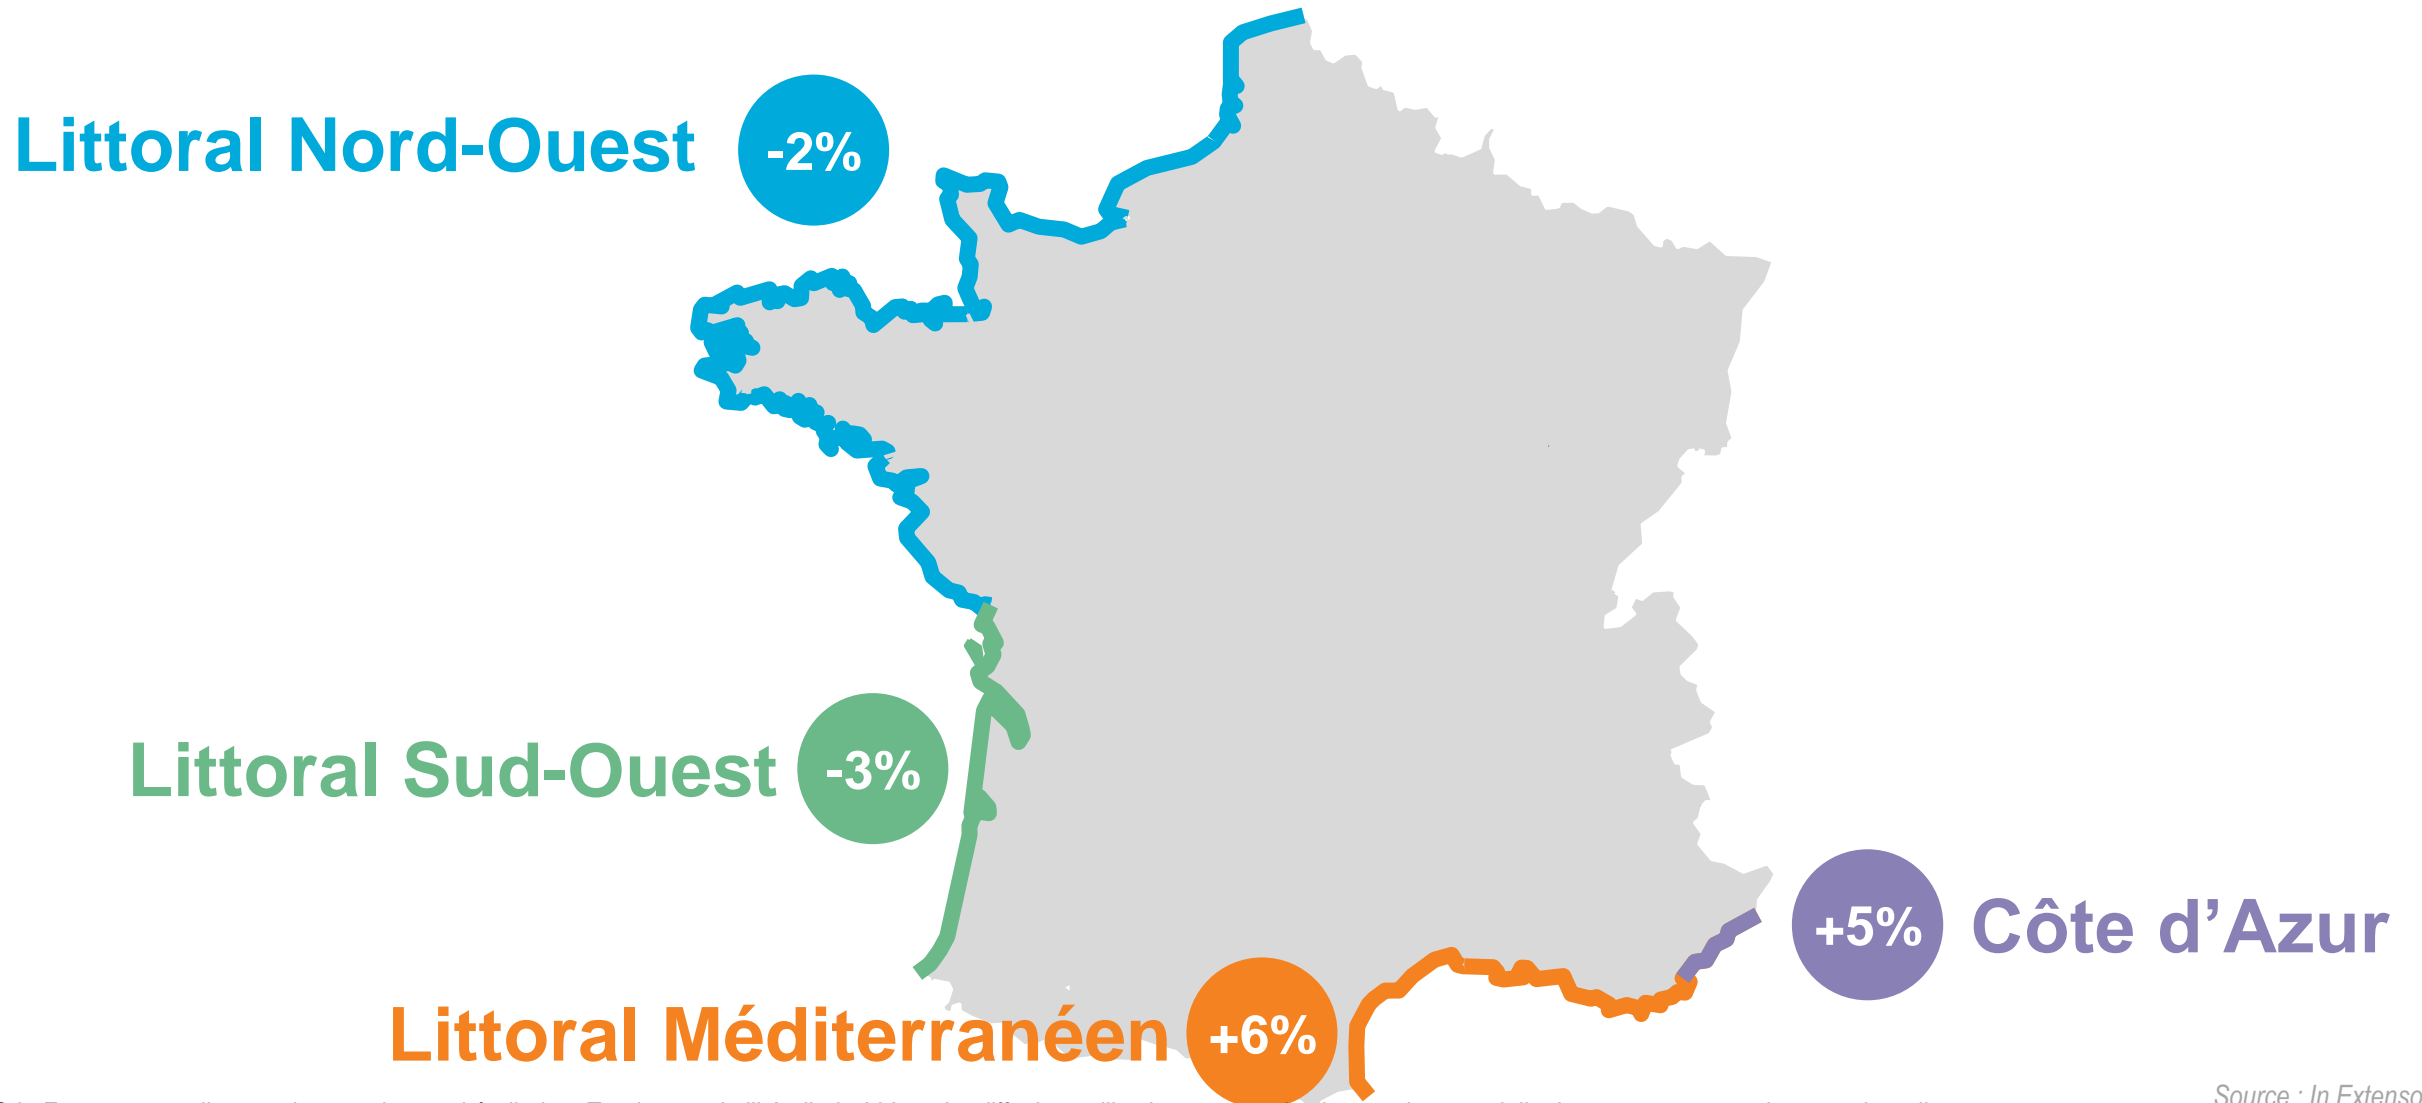 Littoral Nord-Ouest
-2%
Littoral Sud-Ouest
-3%
+5%
Côte d’Azur
Littoral Méditerranéen
+6%
Source : In Extenso